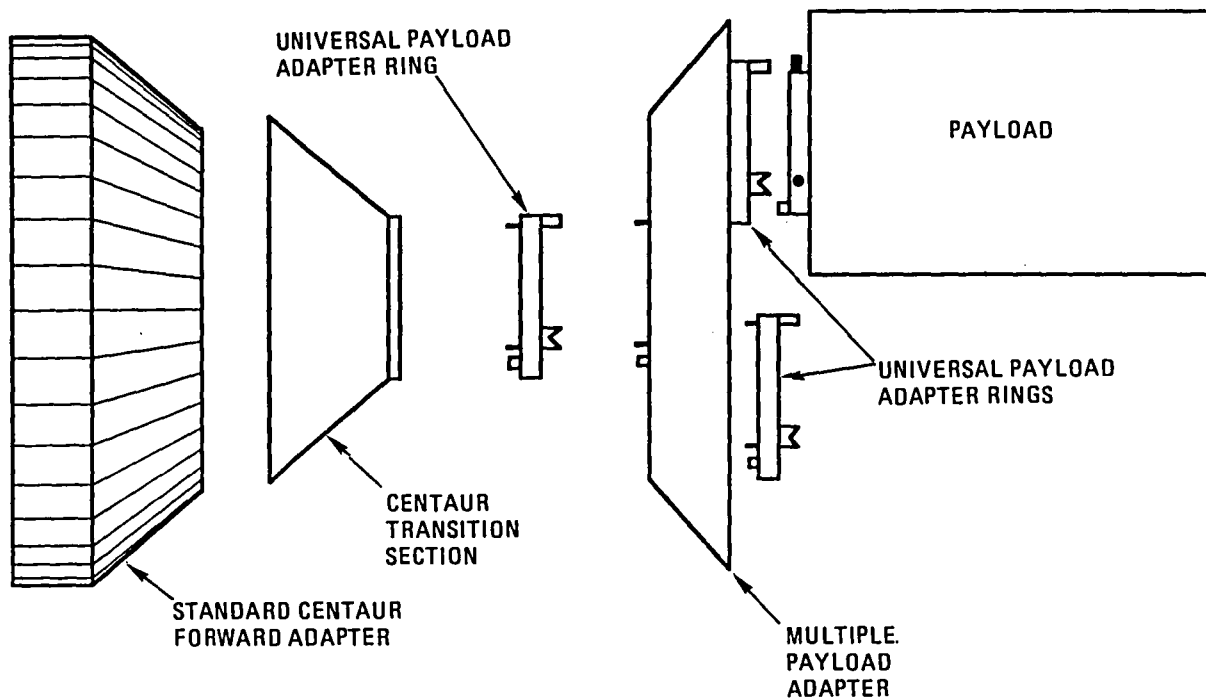 UNIVERSAL PAYLOAD
ADAPTER RING
PAYLOAD
UNIVERSAL PAYLOAD
ADAPTER RINGS
CENTAUR
TRANSITION
SECTION
STANDARD CENTAUR
FORWARD ADAPTER
MULTIPLE.
PAYLOAD
ADAPTER